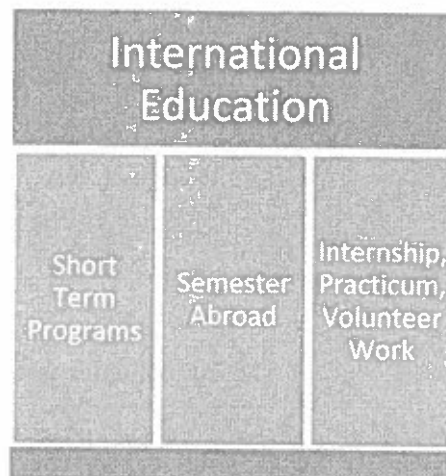 International
Education
Short
Term
Programs
Semester
Abroad
Internship,
Practicum,
Volunteer
Work